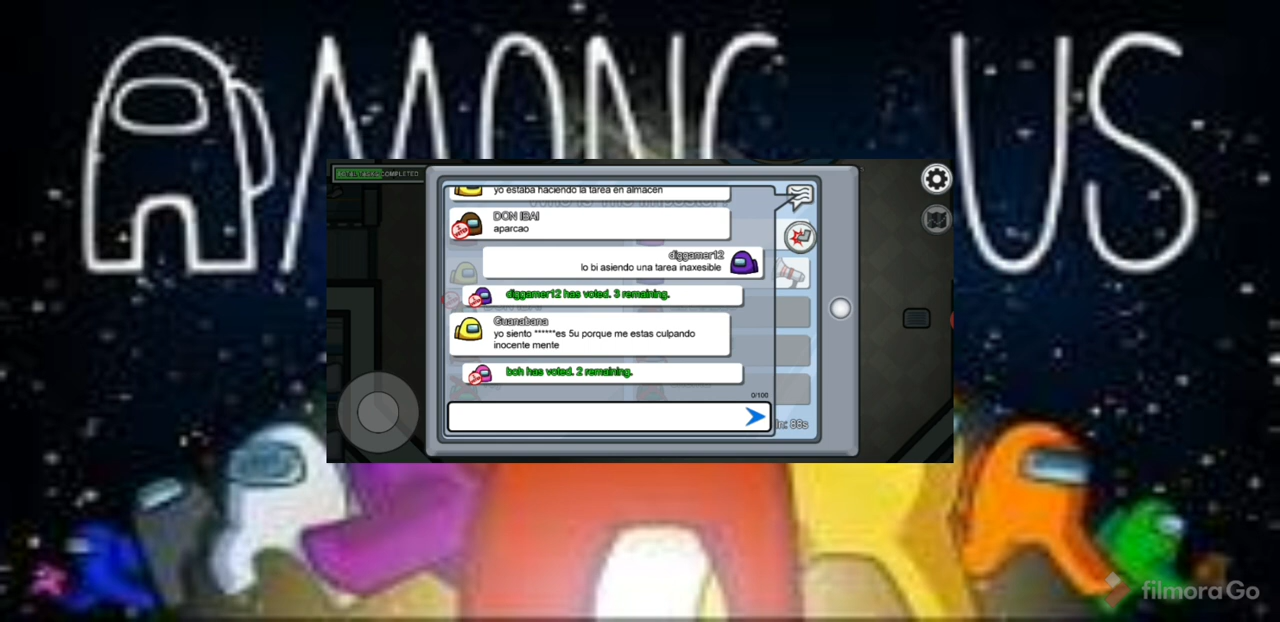 AMONG US
COMPLETED
yo estaba haciendo la tarea en almacen
DON IBAI
aparcao
diggamer12
lo bi asiendo una tarea inaxesible
diggamer12 has voted. 3 remaining.
Guanabana
yo siento ******es 5u porque me estas culpando
inocente mente
boh has voted. 2 remaining.
0/100
in: 88s
filmoraGo